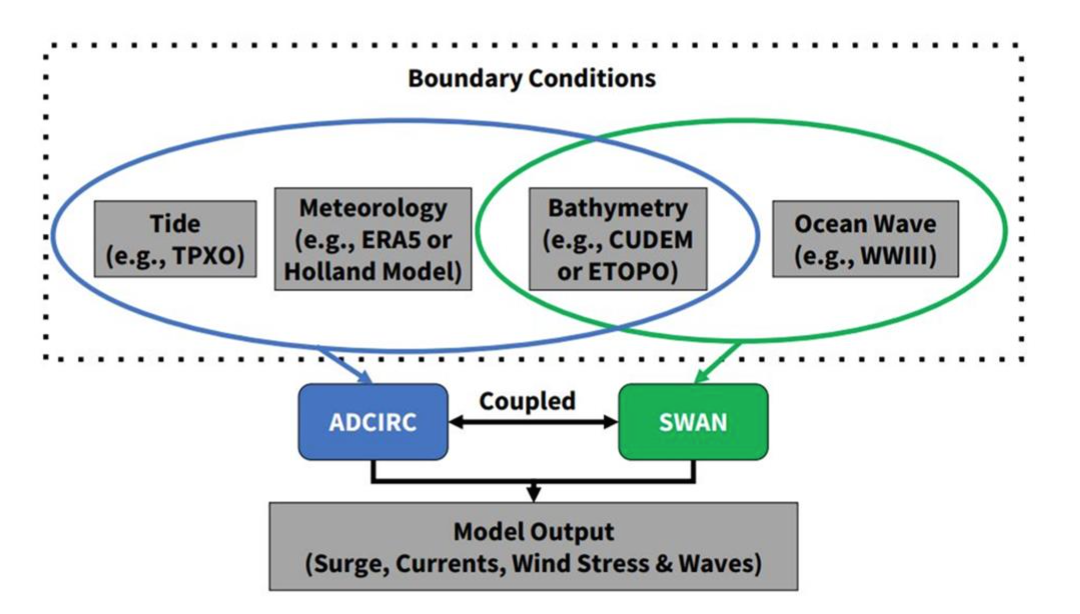 Boundary Conditions
Tide
(e.g., TPXO)
Meteorology
(e.g., ERA5 or
Holland Model)
Bathymetry
(e.g., CUDEM
or ETOPO)
Ocean Wave
(e.g., WWIII)
ADCIRC
Coupled
SWAN
Model Output
(Surge, Currents, Wind Stress & Waves)